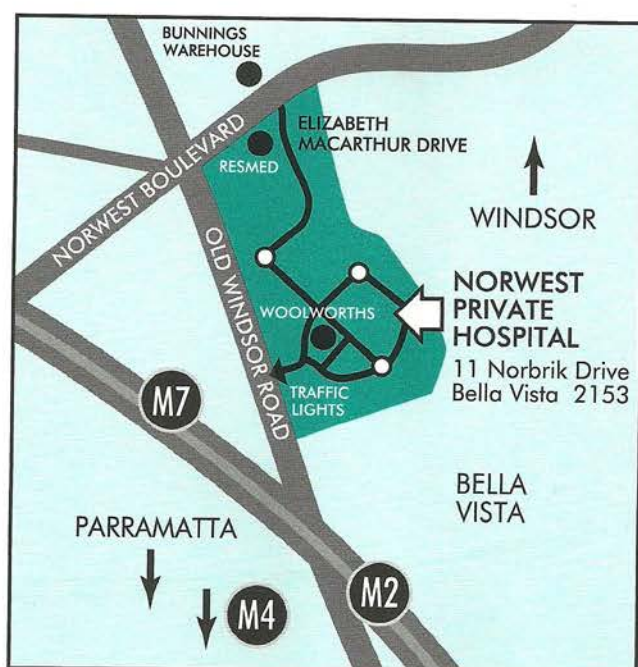 BUNNINGS
WAREHOUSE
ELIZABETH
MACARTHUR DRIVE
RESMED
NORWEST BOULEVARD
WINDSOR
OLD WINDSOR ROAD
WOOLWORTHS
NORWEST
PRIVATE
HOSPITAL
11 Norbrik Drive
Bella Vista 2153
TRAFFIC
LIGHTS
M7
BELLA
VISTA
PARRAMATTA
M4
M2